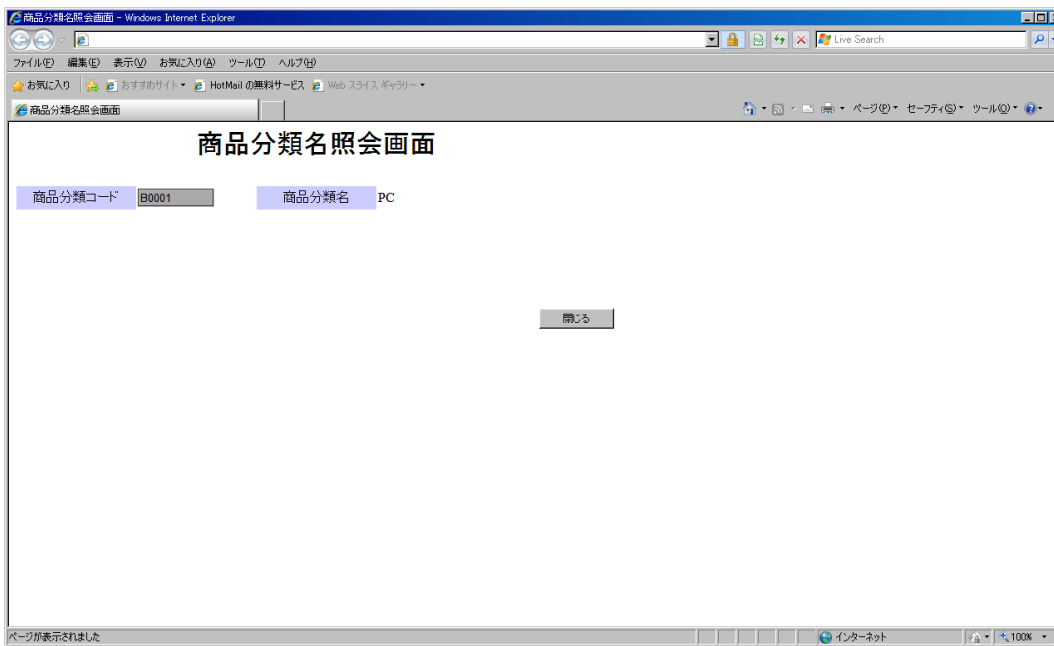 商品分類名照会画面 - Windows Internet Explorer
Live Search
ファイル(F) 編集(E) 表示(V) お気に入り(A) ツール(T) ヘルプ(H)
お気に入り おすすめサイト HotMail の無料サービス Web スライス ギャラリー
商品分類名照会画面 ページ(P) セーフティ(S) ツール(O)
商品分類名照会画面
商品分類コード B0001 商品分類名 PC
閉じる
ページが表示されました インターネット 100%